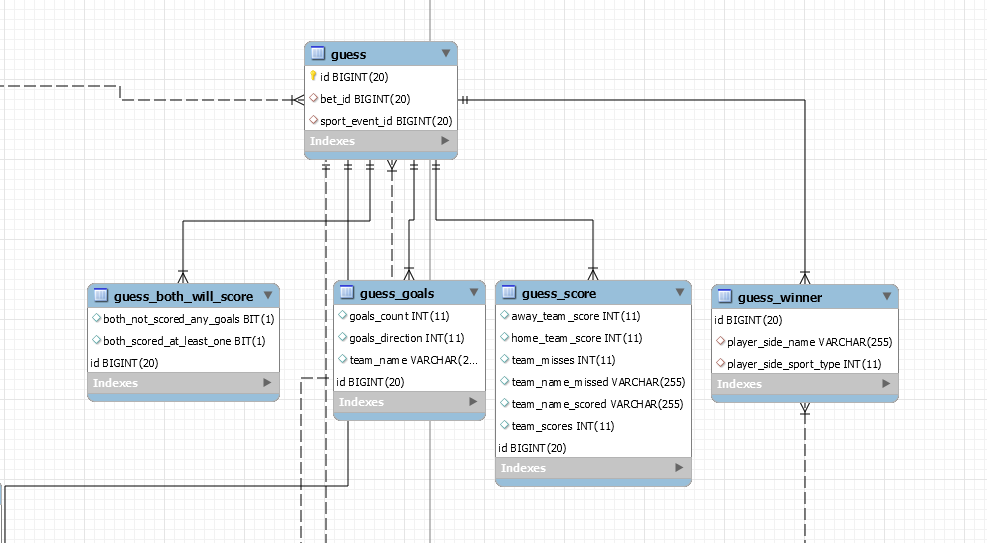 guess
id BIGINT(20)
bet_id BIGINT(20)
sport_event_id BIGINT(20)
Indexes
guess_both_will_score
both_not_scored_any_goals BIT(1)
both_scored_at_least_one BIT(1)
id BIGINT(20)
Indexes
guess_goals
goals_count INT(11)
goals_direction INT(11)
team_name VARCHAR(2...
id BIGINT(20)
Indexes
guess_score
away_team_score INT(11)
home_team_score INT(11)
team_misses INT(11)
team_name_missed VARCHAR(255)
team_name_scored VARCHAR(255)
team_scores INT(11)
id BIGINT(20)
Indexes
guess_winner
id BIGINT(20)
player_side_name VARCHAR(255)
player_side_sport_type INT(11)
Indexes